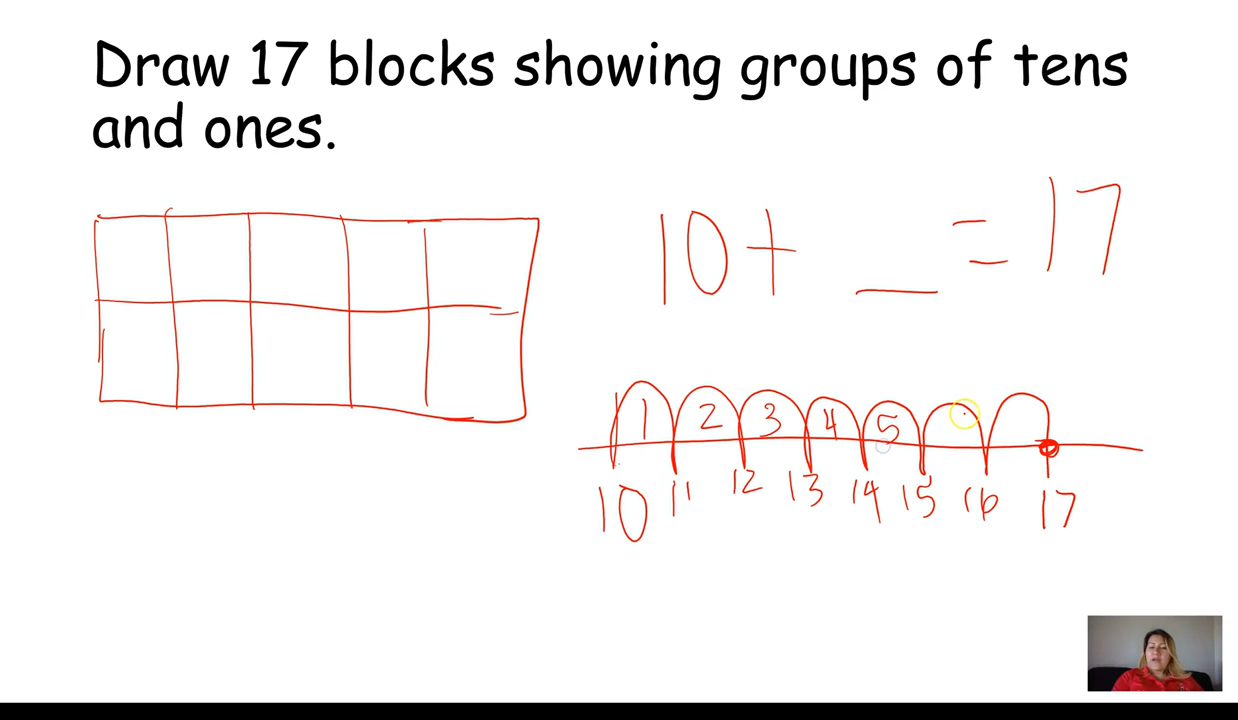 Draw 17 blocks showing groups of tens
and ones.
10 + __ = 17
1 2 3 4 5
10 11 12 13 14 15 16 17